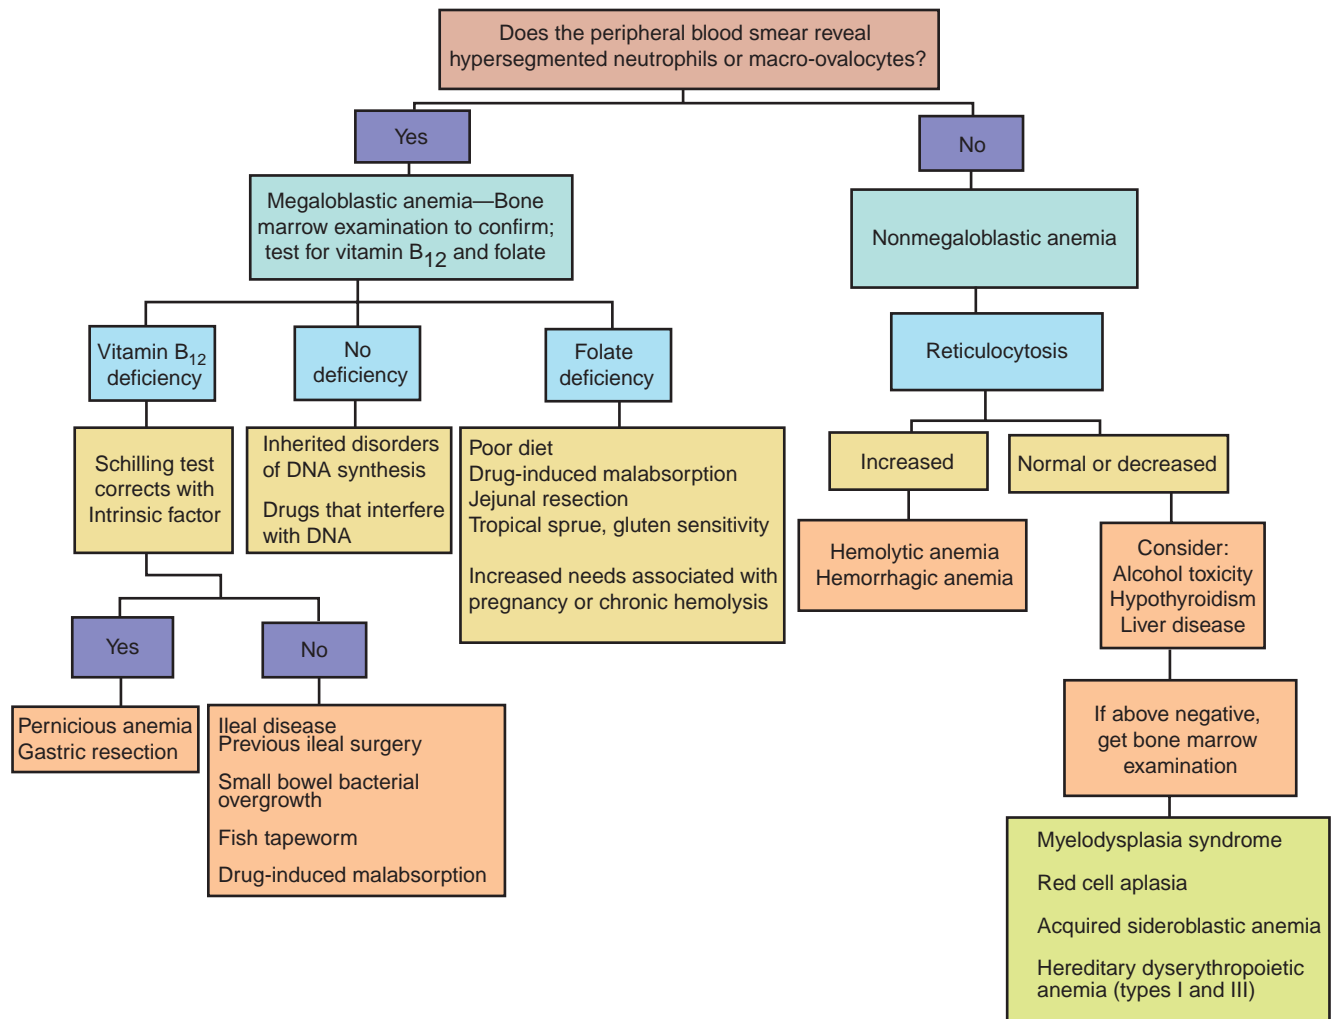 Does the peripheral blood smear reveal
hypersegmented neutrophils or macro-ovalocytes?
Yes
No
Megaloblastic anemia—Bone
marrow examination to confirm;
test for vitamin B12 and folate
Nonmegaloblastic anemia
Vitamin B12
deficiency
No
deficiency
Folate
deficiency
Reticulocytosis
Schilling test
corrects with
Intrinsic factor
Inherited disorders
of DNA synthesis
Drugs that interfere
with DNA
Poor diet
Drug-induced malabsorption
Jejunal resection
Tropical sprue, gluten sensitivity
Increased needs associated with
pregnancy or chronic hemolysis
Increased
Normal or decreased
Hemolytic anemia
Hemorrhagic anemia
Consider:
Alcohol toxicity
Hypothyroidism
Liver disease
Yes
No
Pernicious anemia
Gastric resection
Ileal disease
Previous ileal surgery
Small bowel bacterial
overgrowth
Fish tapeworm
Drug-induced malabsorption
If above negative,
get bone marrow
examination
Myelodysplasia syndrome
Red cell aplasia
Acquired sideroblastic anemia
Hereditary dyserythropoietic
anemia (types I and III)